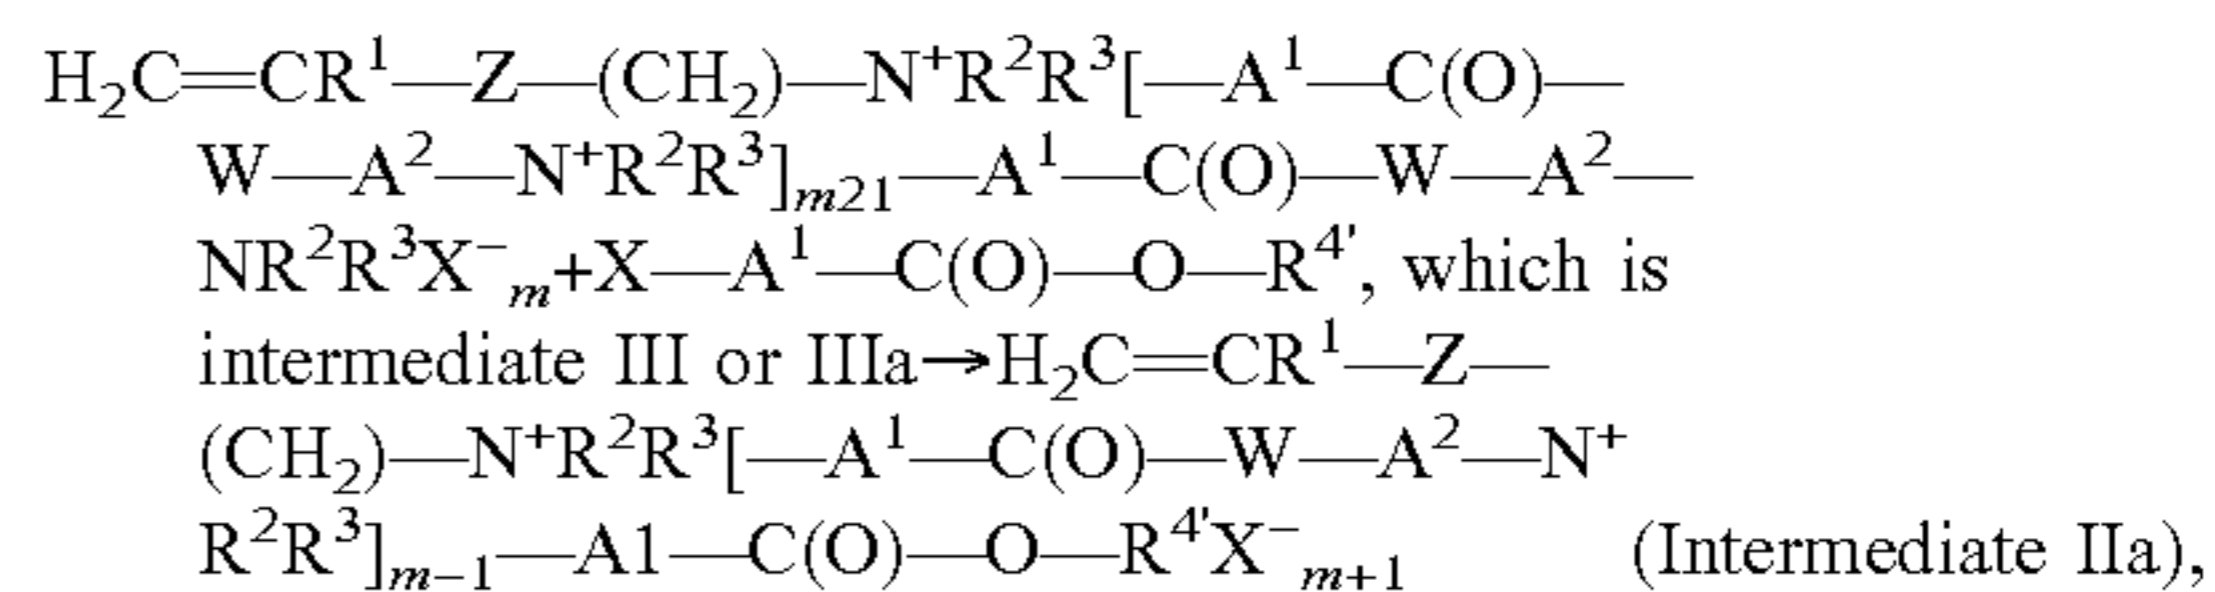 H₂C=CR¹—Z—(CH₂)—N⁺R²R³[—A¹—C(O)—
W—A²—N⁺R²R³]ₘ₂₁—A¹—C(O)—W—A²—
NR²R³X⁻ₘ+X—A¹—C(O)—O—R⁴', which is
intermediate III or IIIa→H₂C=CR¹—Z—
(CH₂)—N⁺R²R³[—A¹—C(O)—W—A²—N⁺
R²R³]ₘ₋₁—A1—C(O)—O—R⁴'X⁻ₘ₊₁ (Intermediate IIa),